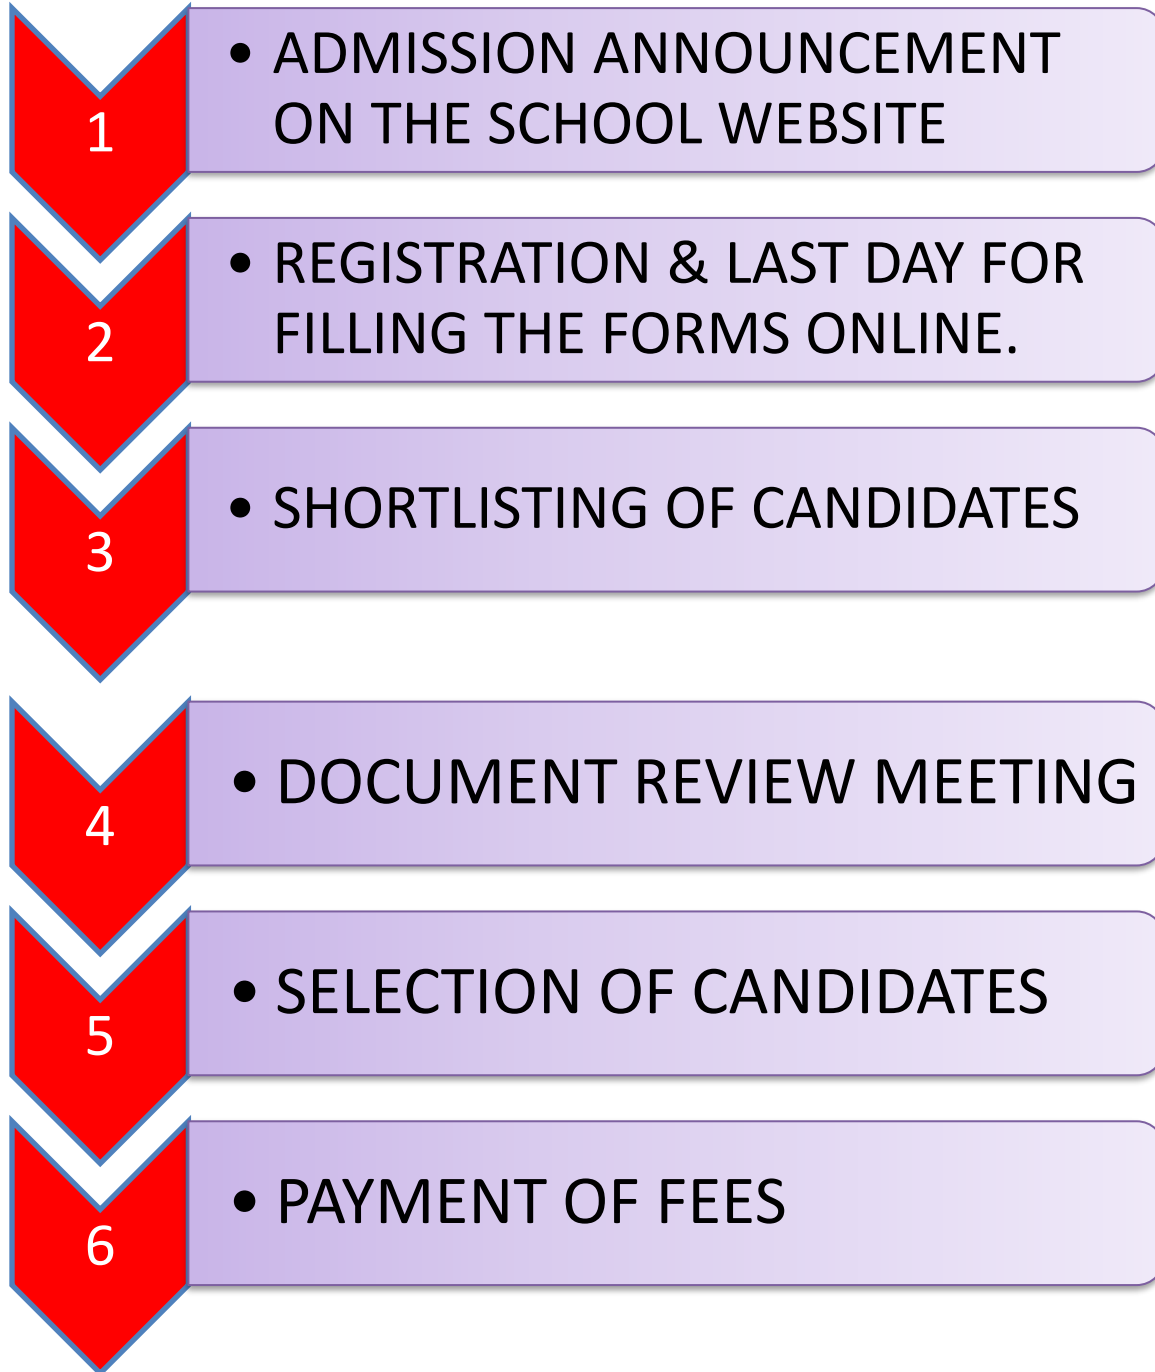 1
• ADMISSION ANNOUNCEMENT
ON THE SCHOOL WEBSITE
2
• REGISTRATION & LAST DAY FOR
FILLING THE FORMS ONLINE.
3
• SHORTLISTING OF CANDIDATES
4
• DOCUMENT REVIEW MEETING
5
• SELECTION OF CANDIDATES
6
• PAYMENT OF FEES